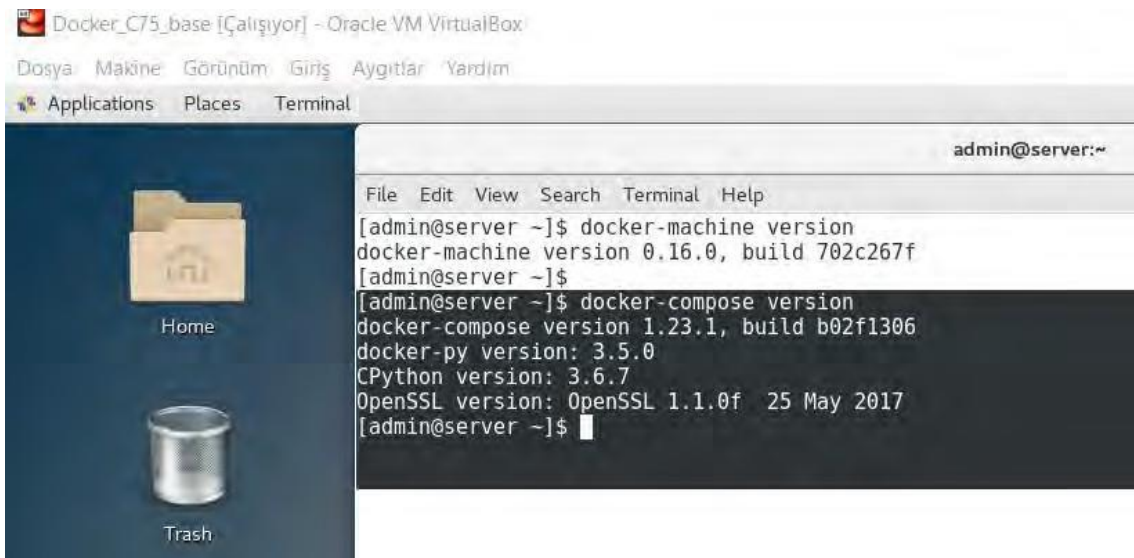 Docker_C75_base [Çalışıyor] - Oracle VM VirtualBox
Dosya Makine Görünüm Giriş Aygıtlar Yardım
Applications Places Terminal
admin@server:~
File Edit View Search Terminal Help
[admin@server ~]$ docker-machine version
docker-machine version 0.16.0, build 702c267f
[admin@server ~]$
[admin@server ~]$ docker-compose version
docker-compose version 1.23.1, build b02f1306
docker-py version: 3.5.0
CPython version: 3.6.7
OpenSSL version: OpenSSL 1.1.0f  25 May 2017
[admin@server ~]$
Home
Trash